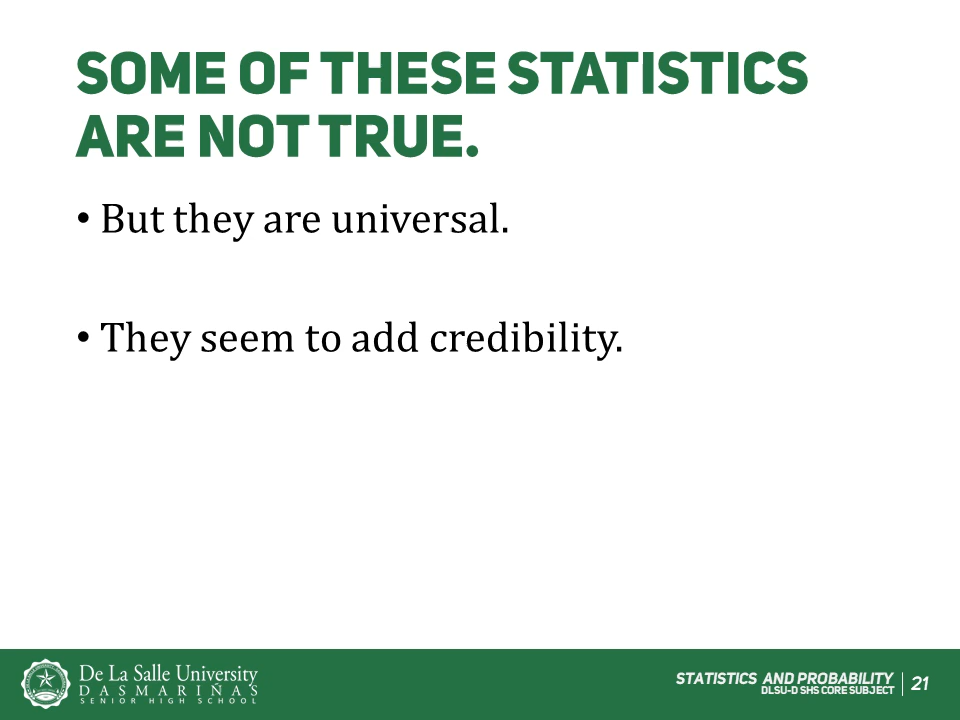 SOME OF THESE STATISTICS
ARE NOT TRUE.
• But they are universal.
• They seem to add credibility.
De La Salle University
DASMARIÑAS
SENIOR HIGH SCHOOL
STATISTICS AND PROBABILITY
DLSU-D SHS CORE SUBJECT
21